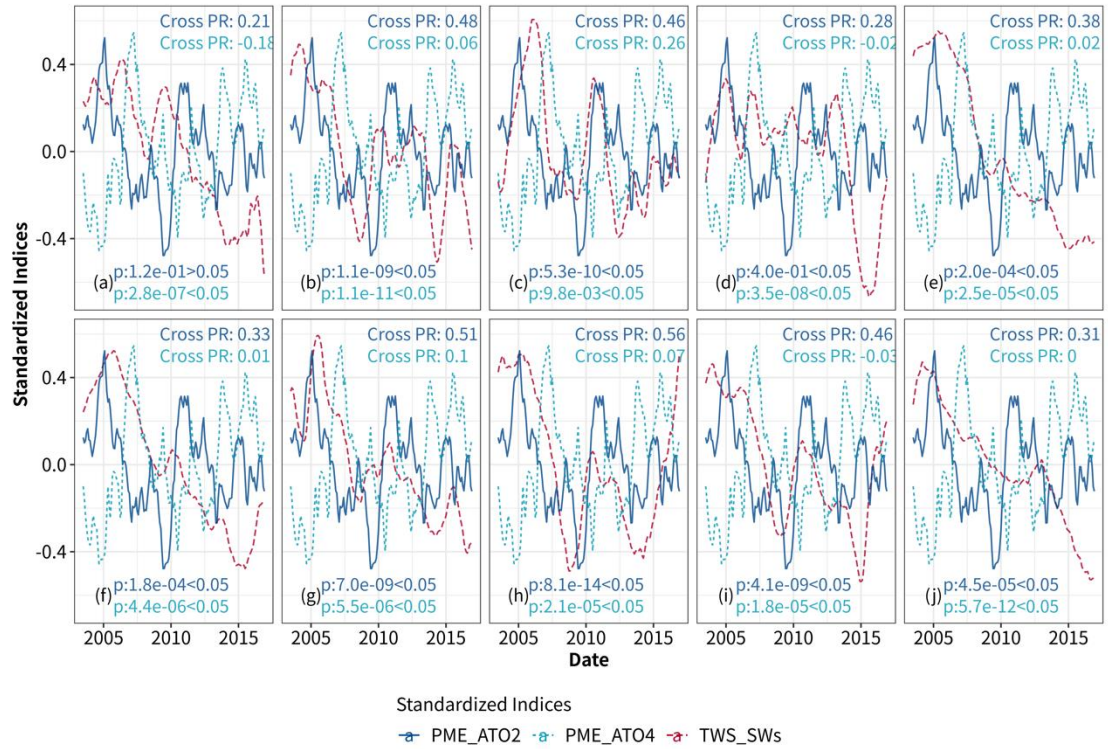 Cross PR: 0.21
Cross PR: -0.18
Cross PR: 0.48
Cross PR: 0.06
Cross PR: 0.46
Cross PR: 0.26
Cross PR: 0.28
Cross PR: -0.02
Cross PR: 0.38
Cross PR: 0.02
0.4
0.0
-0.4
(a)
p:1.2e-01>0.05
p:2.8e-07<0.05
(b)
p:1.1e-09<0.05
p:1.1e-11<0.05
(c)
p:5.3e-10<0.05
p:9.8e-03<0.05
(d)
p:4.0e-01>0.05
p:3.5e-08<0.05
(e)
p:2.0e-04<0.05
p:2.5e-05<0.05
Standardized Indices
Cross PR: 0.33
Cross PR: 0.01
Cross PR: 0.51
Cross PR: 0.1
Cross PR: 0.56
Cross PR: 0.07
Cross PR: 0.46
Cross PR: -0.03
Cross PR: 0.31
Cross PR: 0
0.4
0.0
-0.4
(f)
p:1.8e-04<0.05
p:4.4e-06<0.05
(g)
p:7.0e-09<0.05
p:5.5e-06<0.05
(h)
p:8.1e-14<0.05
p:2.1e-05<0.05
(i)
p:4.1e-09<0.05
p:1.8e-05<0.05
(j)
p:4.5e-05<0.05
p:5.7e-12<0.05
2005 2010 2015 2005 2010 2015 2005 2010 2015 2005 2010 2015 2005 2010 2015
Date
Standardized Indices
a PME_ATO2 a PME_ATO4 a TWS_SWs